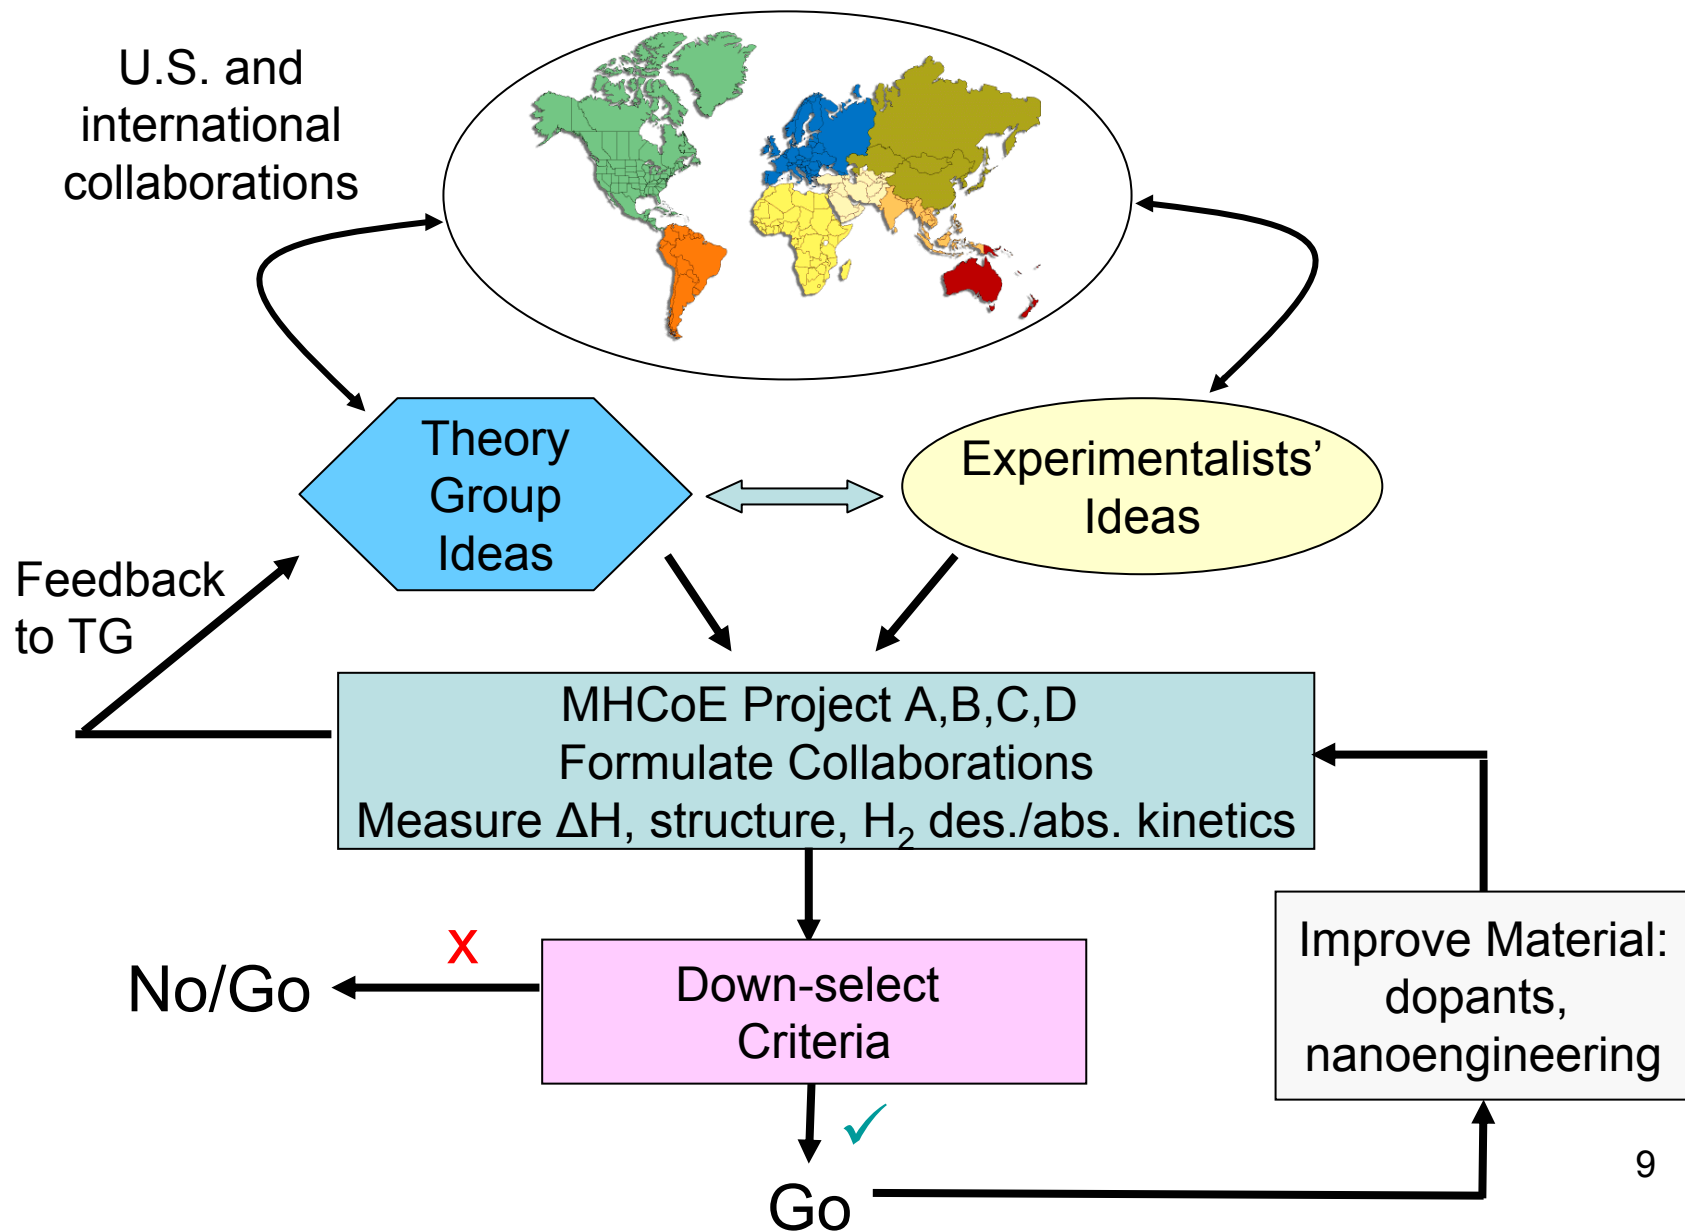 U.S. and
international
collaborations
Theory
Group
Ideas
Experimentalists’
Ideas
Feedback
to TG
MHCoE Project A,B,C,D
Formulate Collaborations
Measure ΔH, structure, H₂ des./abs. kinetics
Improve Material:
dopants,
nanoengineering
x
No/Go
Down-select
Criteria
✓
Go
9